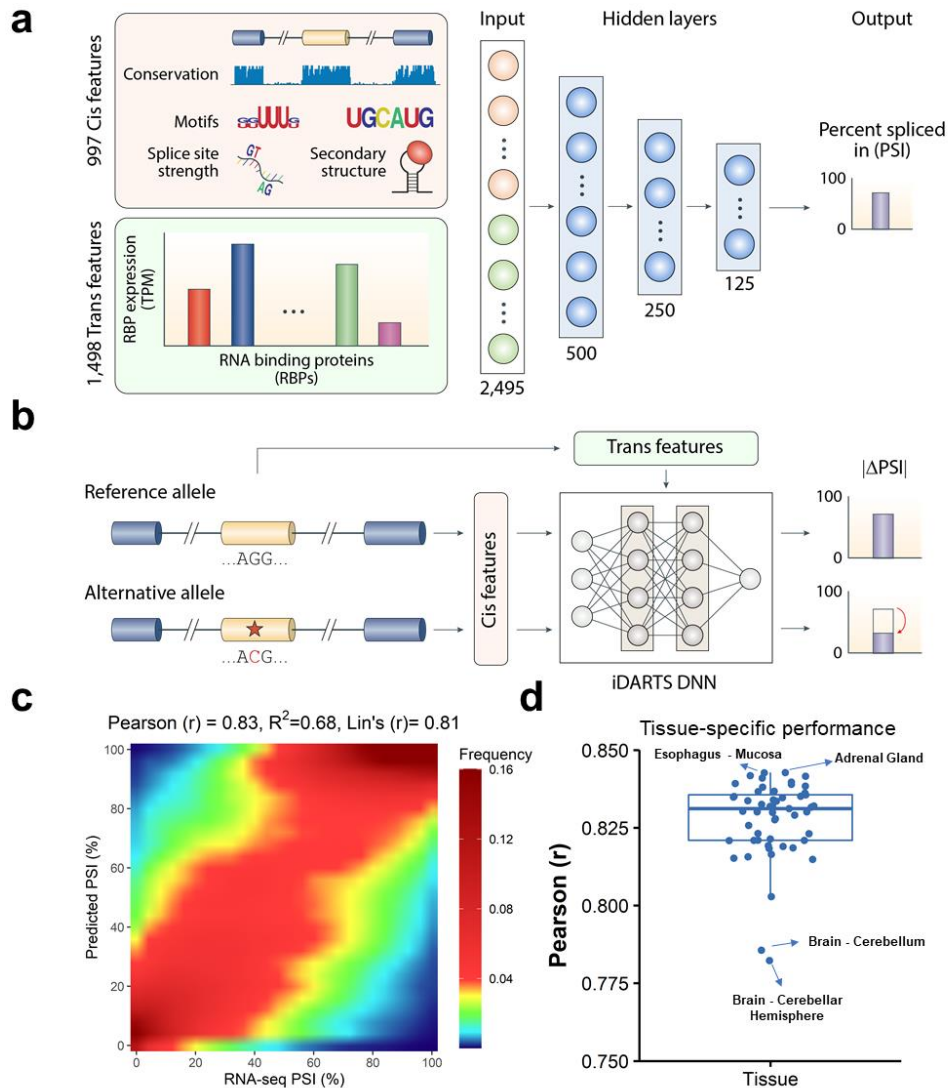 a
997 Cis features
Conservation
Motifs
GGUUUG
UGCAUG
Splice site
strength
GT
AG
Secondary
structure
1,498 Trans features
RBP expression
(TPM)
...
RNA binding proteins
(RBPs)
Input
Hidden layers
Output
2,495
500
250
125
Percent spliced
in (PSI)
100
0
b
Trans features
Reference allele
...AGG...
Alternative allele
...ACG...
Cis features
iDARTS DNN
|ΔPSI|
100
0
100
0
c
Pearson (r) = 0.83, R²=0.68, Lin's (r)= 0.81
Predicted PSI (%)
100
80
60
40
20
0
0
20
40
60
80
100
RNA-seq PSI (%)
Frequency
0.16
0.12
0.08
0.04
d
Tissue-specific performance
Pearson (r)
0.850
0.825
0.800
0.775
0.750
Esophagus - Mucosa
Adrenal Gland
Brain - Cerebellum
Brain - Cerebellar
Hemisphere
Tissue